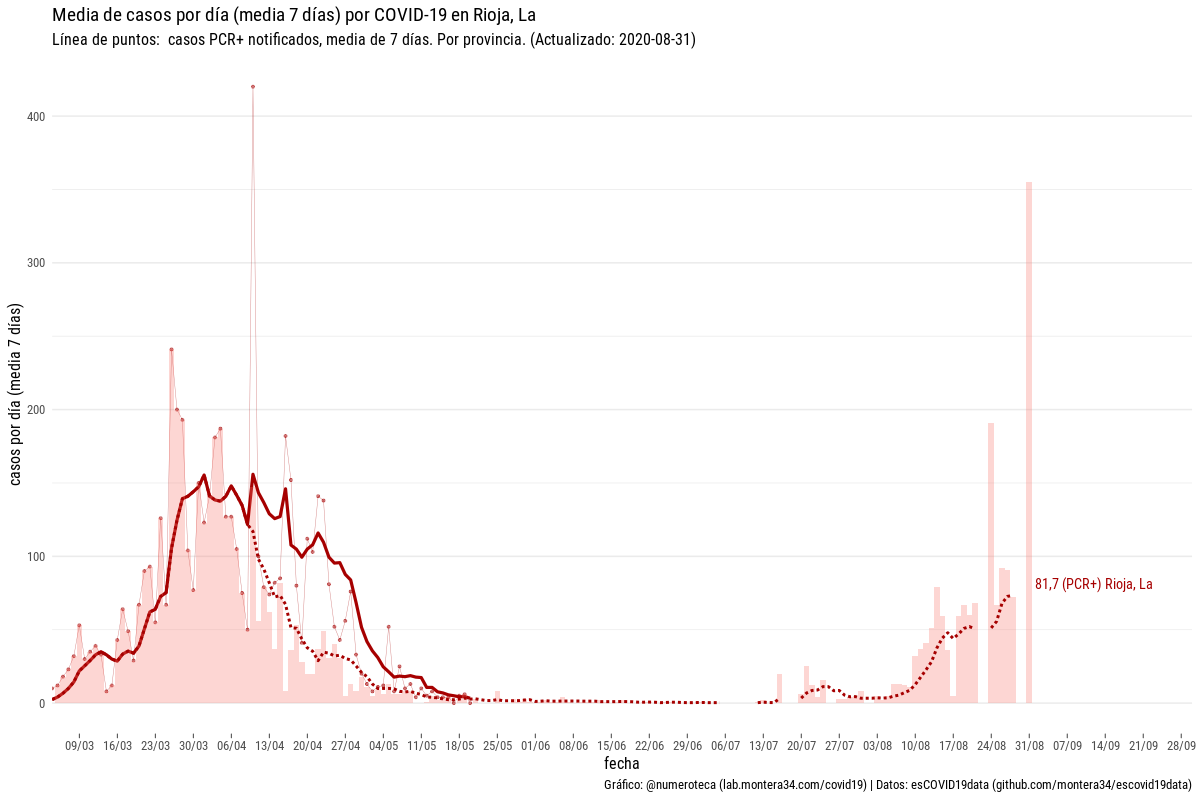 Media de casos por día (media 7 días) por COVID-19 en Rioja, La
Línea de puntos:  casos PCR+ notificados, media de 7 días. Por provincia. (Actualizado: 2020-08-31)
casos por día (media 7 días)
400
300
200
100
0
81,7 (PCR+) Rioja, La
09/03 16/03 23/03 30/03 06/04 13/04 20/04 27/04 04/05 11/05 18/05 25/05 01/06 08/06 15/06 22/06 29/06 06/07 13/07 20/07 27/07 03/08 10/08 17/08 24/08 31/08 07/09 14/09 21/09 28/09
fecha
Gráfico: @numeroteca (lab.montera34.com/covid19) | Datos: esCOVID19data (github.com/montera34/escovid19data)